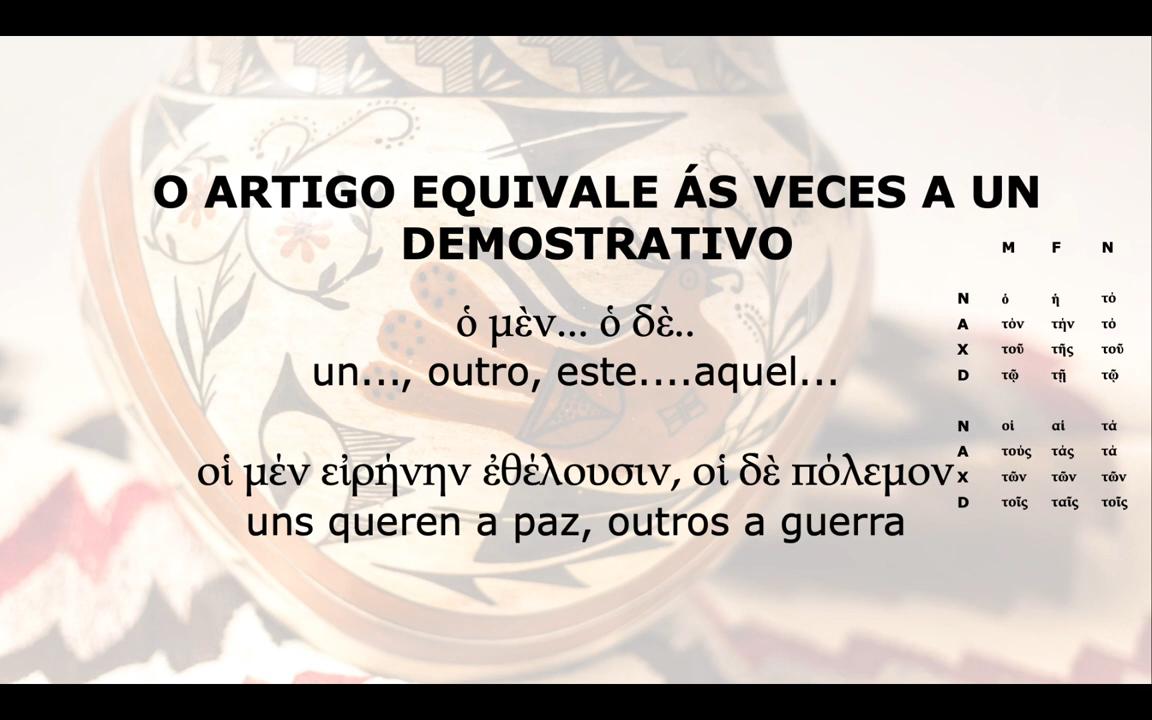 O ARTIGO EQUIVALE ÁS VECES A UN
DEMOSTRATIVO
ὁ μὲν... ὁ δὲ..
un..., outro, este....aquel...
οἱ μέν εἰρήνην ἐθέλουσιν, οἱ δὲ πόλεμον
uns queren a paz, outros a guerra
M F N
N ὁ ἡ τό
A τόν τήν τό
X τοῦ τῆς τοῦ
D τῷ τῇ τῷ
N οἱ αἱ τά
A τούς τάς τά
X τῶν τῶν τῶν
D τοῖς ταῖς τοῖς